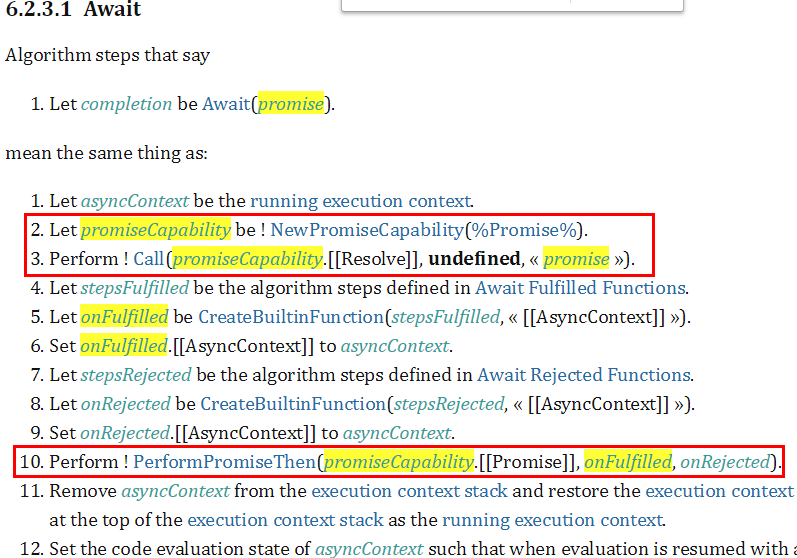 6.2.3.1 Await
Algorithm steps that say
1. Let completion be Await(promise).
mean the same thing as:
1. Let asyncContext be the running execution context.
2. Let promiseCapability be ! NewPromiseCapability(%Promise%).
3. Perform ! Call(promiseCapability.[[Resolve]], undefined, « promise »).
4. Let stepsFulfilled be the algorithm steps defined in Await Fulfilled Functions.
5. Let onFulfilled be CreateBuiltinFunction(stepsFulfilled, « [[AsyncContext]] »).
6. Set onFulfilled.[[AsyncContext]] to asyncContext.
7. Let stepsRejected be the algorithm steps defined in Await Rejected Functions.
8. Let onRejected be CreateBuiltinFunction(stepsRejected, « [[AsyncContext]] »).
9. Set onRejected.[[AsyncContext]] to asyncContext.
10. Perform ! PerformPromiseThen(promiseCapability.[[Promise]], onFulfilled, onRejected).
11. Remove asyncContext from the execution context stack and restore the execution context
at the top of the execution context stack as the running execution context.
12. Set the code evaluation state of asyncContext such that when evaluation is resumed with a